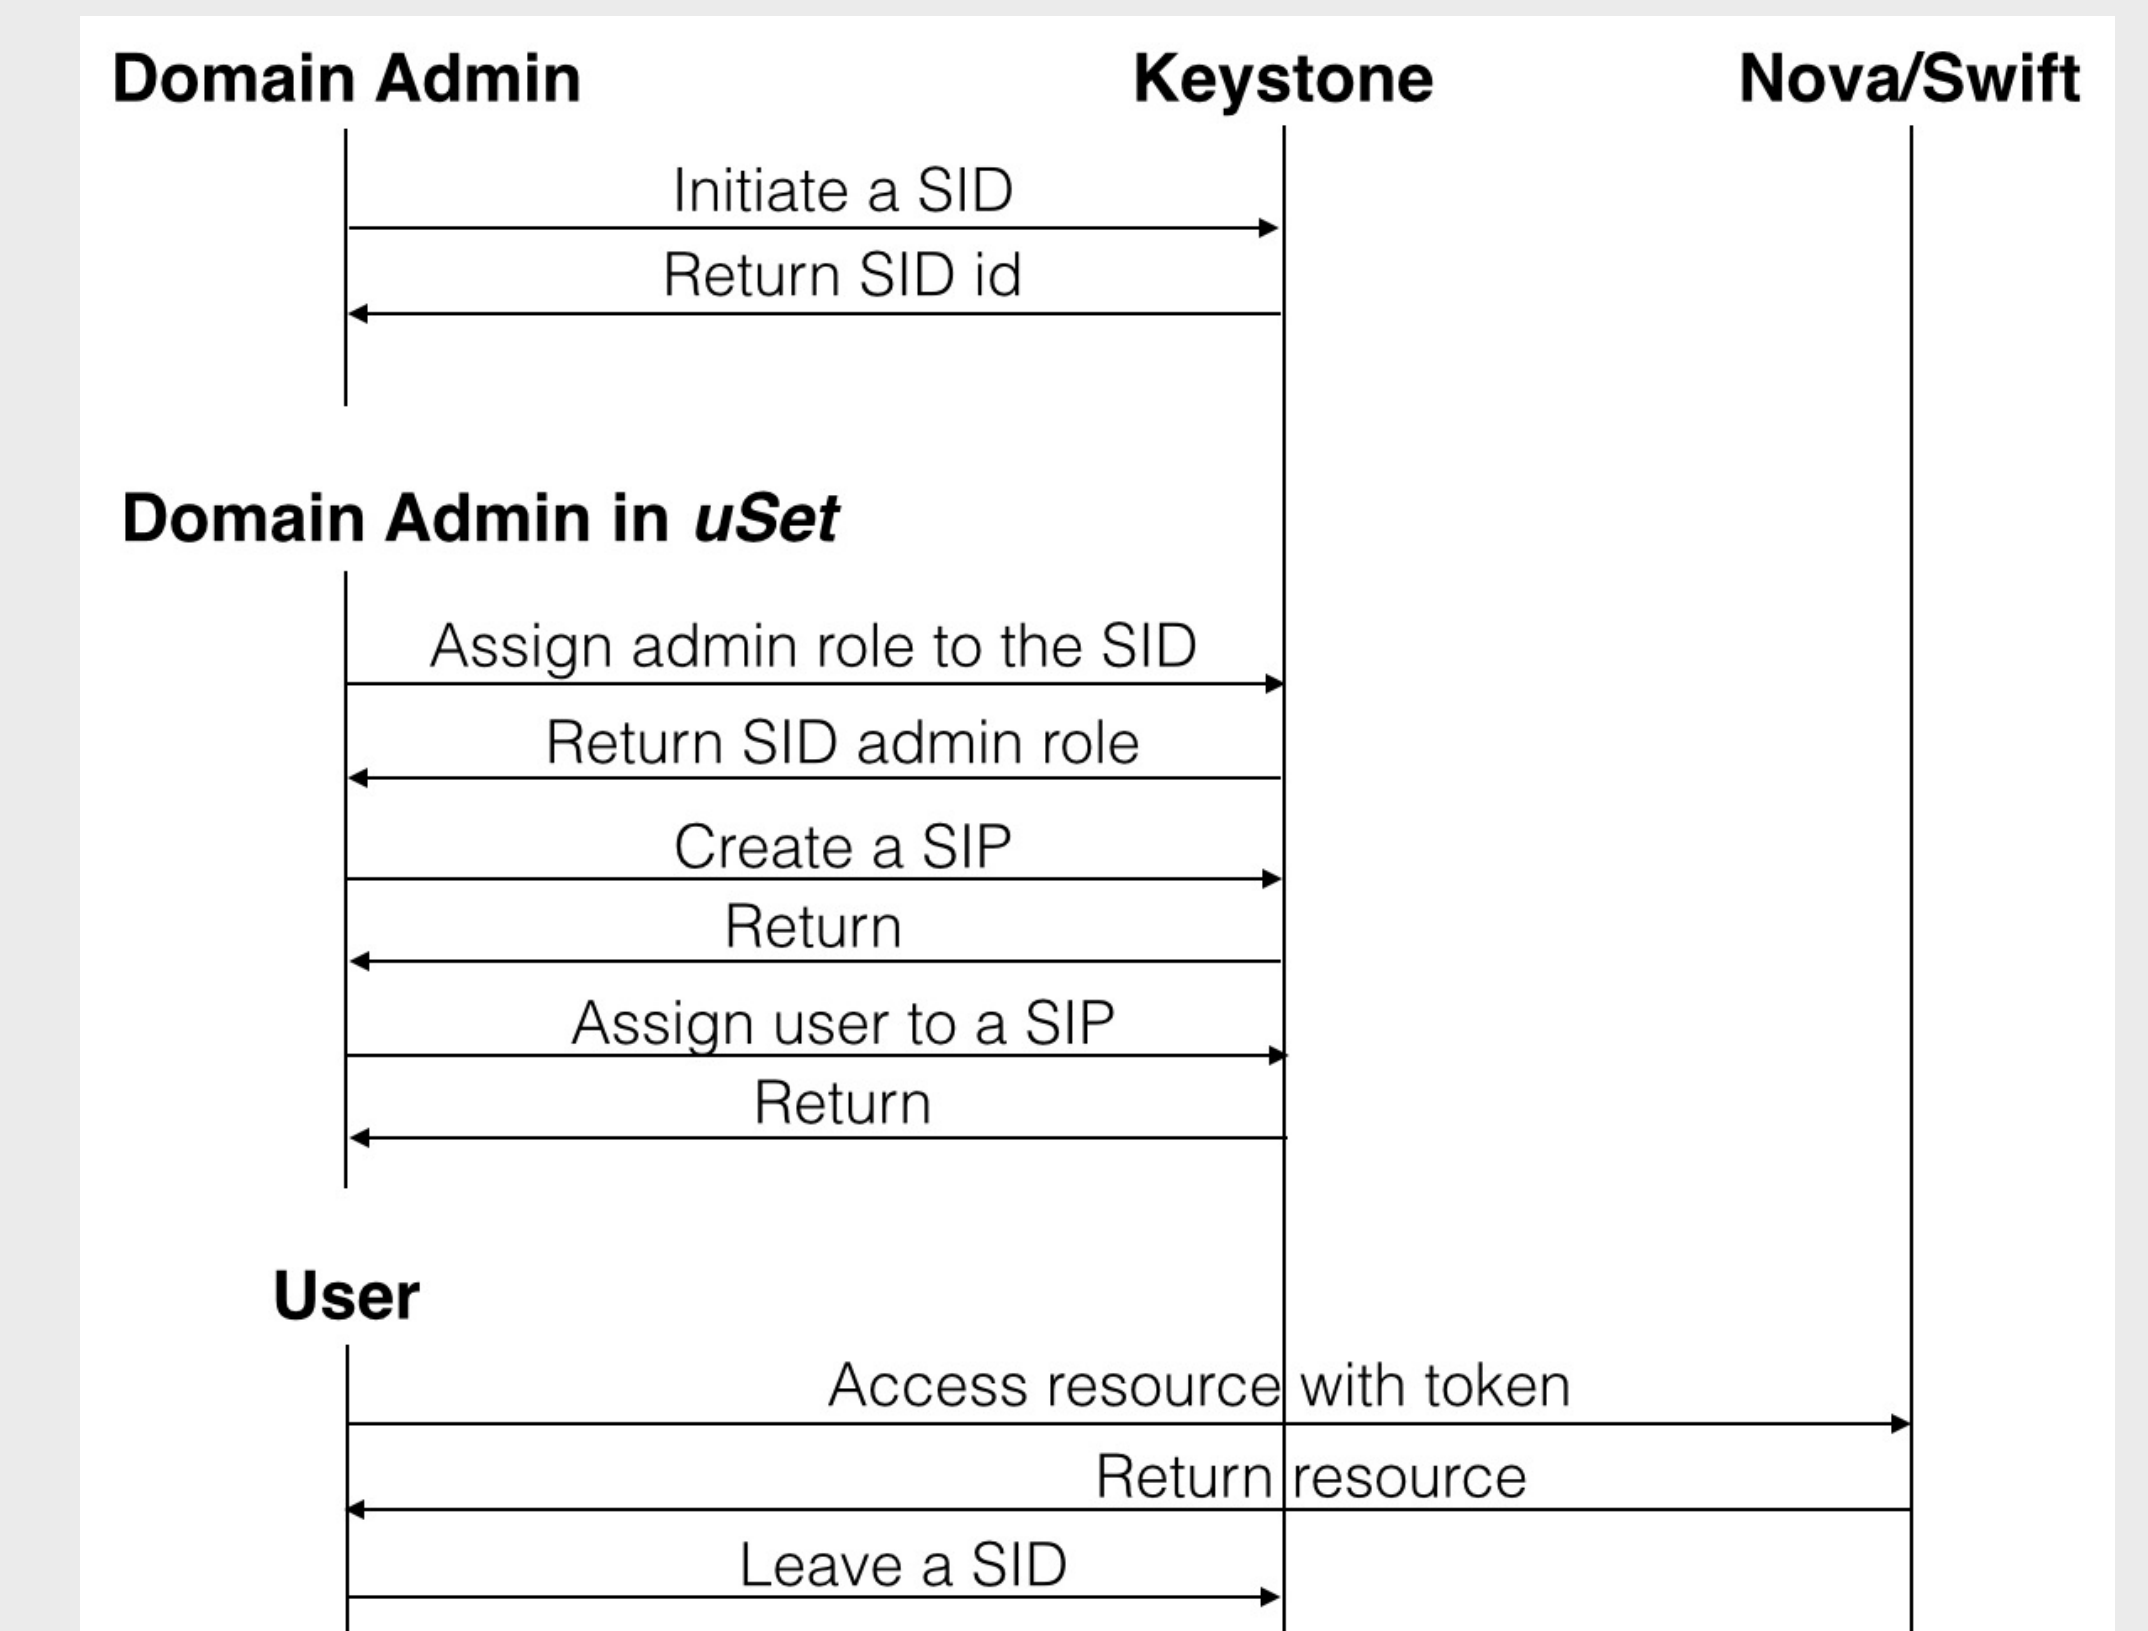 Domain Admin Keystone Nova/Swift
Initiate a SID
Return SID id
Domain Admin in uSet
Assign admin role to the SID
Return SID admin role
Create a SIP
Return
Assign user to a SIP
Return
User
Access resource with token
Return resource
Leave a SID